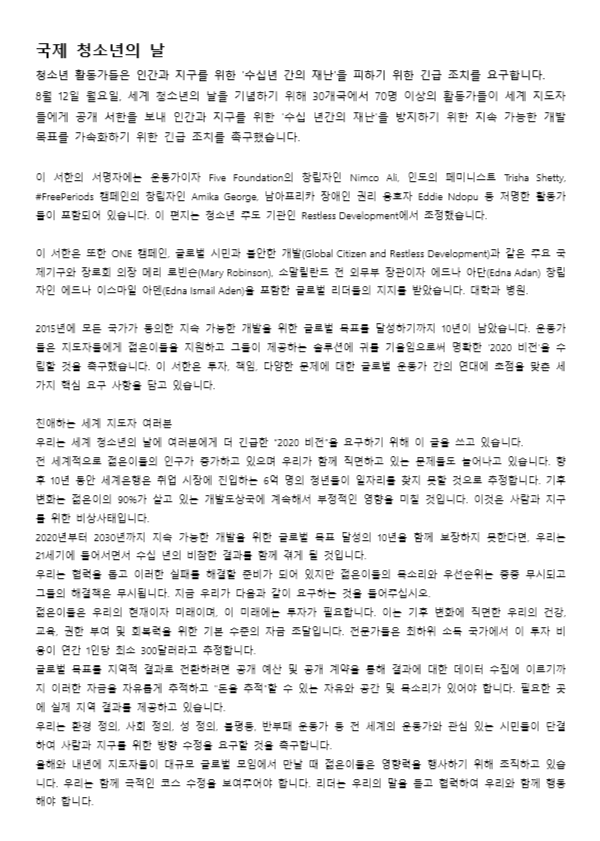 국제 청소년의 날
청소년 활동가들은 인간과 지구를 위한 '수십년 간의 재난'을 피하기 위한 긴급 조치를 요구합니다.
8월 12일 월요일, 세계 청소년의 날을 기념하기 위해 30개국에서 70명 이상의 활동가들이 세계 지도자
들에게 공개 서한을 보내 인간과 지구를 위한 '수십 년간의 재난'을 방지하기 위한 지속 가능한 개발
목표를 가속화하기 위한 긴급 조치를 촉구했습니다.
이 서한의 서명자에는 운동가이자 Five Foundation의 창립자인 Nimco Ali, 인도의 페미니스트 Trisha Shetty,
#FreePeriods 캠페인의 창립자인 Amika George, 남아프리카 장애인 권리 옹호자 Eddie Ndopu 등 저명한 활동가
들이 포함되어 있습니다. 이 편지는 청소년 주도 기관인 Restless Development에서 조정했습니다.
이 서한은 또한 ONE 캠페인, 글로벌 시민과 불안한 개발(Global Citizen and Restless Development)과 같은 주요 국
제기구와 장로회 의장 메리 로빈슨(Mary Robinson), 소말릴란드 전 외무부 장관이자 에드나 아단(Edna Adan) 창립
자인 에드나 이스마일 아덴(Edna Ismail Aden)을 포함한 글로벌 리더들의 지지를 받았습니다. 대학과 병원.
2015년에 모든 국가가 동의한 지속 가능한 개발을 위한 글로벌 목표를 달성하기까지 10년이 남았습니다. 운동가
들은 지도자들에게 젊은이들을 지원하고 그들이 제공하는 솔루션에 귀를 기울임으로써 명확한 '2020 비전'을 수
립할 것을 촉구했습니다. 이 서한은 투자, 책임, 다양한 문제에 대한 글로벌 운동가 간의 연대에 초점을 맞춘 세
가지 핵심 요구 사항을 담고 있습니다.
친애하는 세계 지도자 여러분
우리는 세계 청소년의 날에 여러분에게 더 긴급한 "2020 비전"을 요구하기 위해 이 글을 쓰고 있습니다.
전 세계적으로 젊은이들의 인구가 증가하고 있으며 우리가 함께 직면하고 있는 문제들도 늘어나고 있습니다. 향
후 10년 동안 세계은행은 취업 시장에 진입하는 6억 명의 청년들이 일자리를 찾지 못할 것으로 추정합니다. 기후
변화는 젊은이의 90%가 살고 있는 개발도상국에 계속해서 부정적인 영향을 미칠 것입니다. 이것은 사람과 지구
를 위한 비상사태입니다.
2020년부터 2030년까지 지속 가능한 개발을 위한 글로벌 목표 달성의 10년을 함께 보장하지 못한다면, 우리는
21세기에 들어서면서 수십 년의 비참한 결과를 함께 겪게 될 것입니다.
우리는 협력을 돕고 이러한 실패를 해결할 준비가 되어 있지만 젊은이들의 목소리와 우선순위는 종종 무시되고
그들의 해결책은 무시됩니다. 지금 우리가 다음과 같이 요구하는 것을 들어주십시오.
젊은이들은 우리의 현재이자 미래이며, 이 미래에는 투자가 필요합니다. 이는 기후 변화에 직면한 우리의 건강,
교육, 권한 부여 및 회복력을 위한 기본 수준의 자금 조달입니다. 전문가들은 최하위 소득 국가에서 이 투자 비
용이 연간 1인당 최소 300달러라고 추정합니다.
글로벌 목표를 지역적 결과로 전환하려면 공개 예산 및 공개 계약을 통해 결과에 대한 데이터 수집에 이르기까
지 이러한 자금을 자유롭게 추적하고 "돈을 추적"할 수 있는 자유와 공간 및 목소리가 있어야 합니다. 필요한 곳
에 실제 지역 결과를 제공하고 있습니다.
우리는 환경 정의, 사회 정의, 성 정의, 불평등, 반부패 운동가 등 전 세계의 운동가와 관심 있는 시민들이 단결
하여 사람과 지구를 위한 방향 수정을 요구할 것을 촉구합니다.
올해와 내년에 지도자들이 대규모 글로벌 모임에서 만날 때 젊은이들은 영향력을 행사하기 위해 조직하고 있습
니다. 우리는 함께 극적인 코스 수정을 보여주어야 합니다. 리더는 우리의 말을 듣고 협력하여 우리와 함께 행동
해야 합니다.